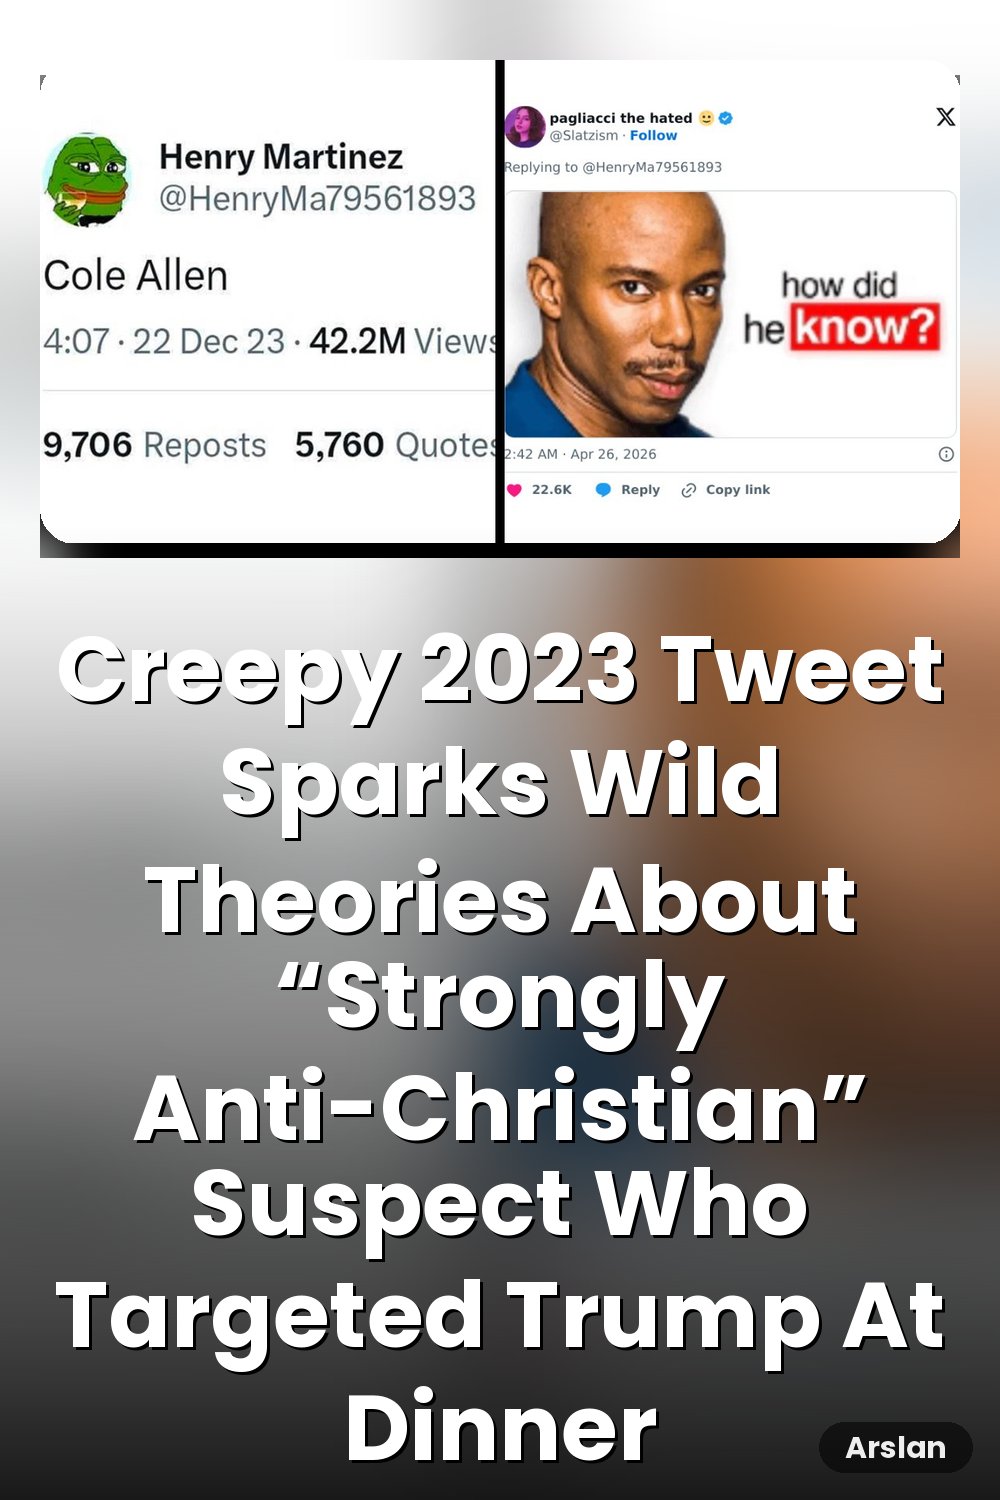 Henry Martinez
@HenryMa79561893
Cole Allen
4:07 · 22 Dec 23 · 42.2M Views
9,706 Reposts 5,760 Quotes
pagliacci the hated
@Slatzism · Follow
X
Replying to @HenryMa79561893
how did
he know?
2:42 AM · Apr 26, 2026
22.6K Reply Copy link
Creepy 2023 Tweet
Sparks Wild
Theories About
“Strongly
Anti-Christian”
Suspect Who
Targeted Trump At
Dinner
Arslan